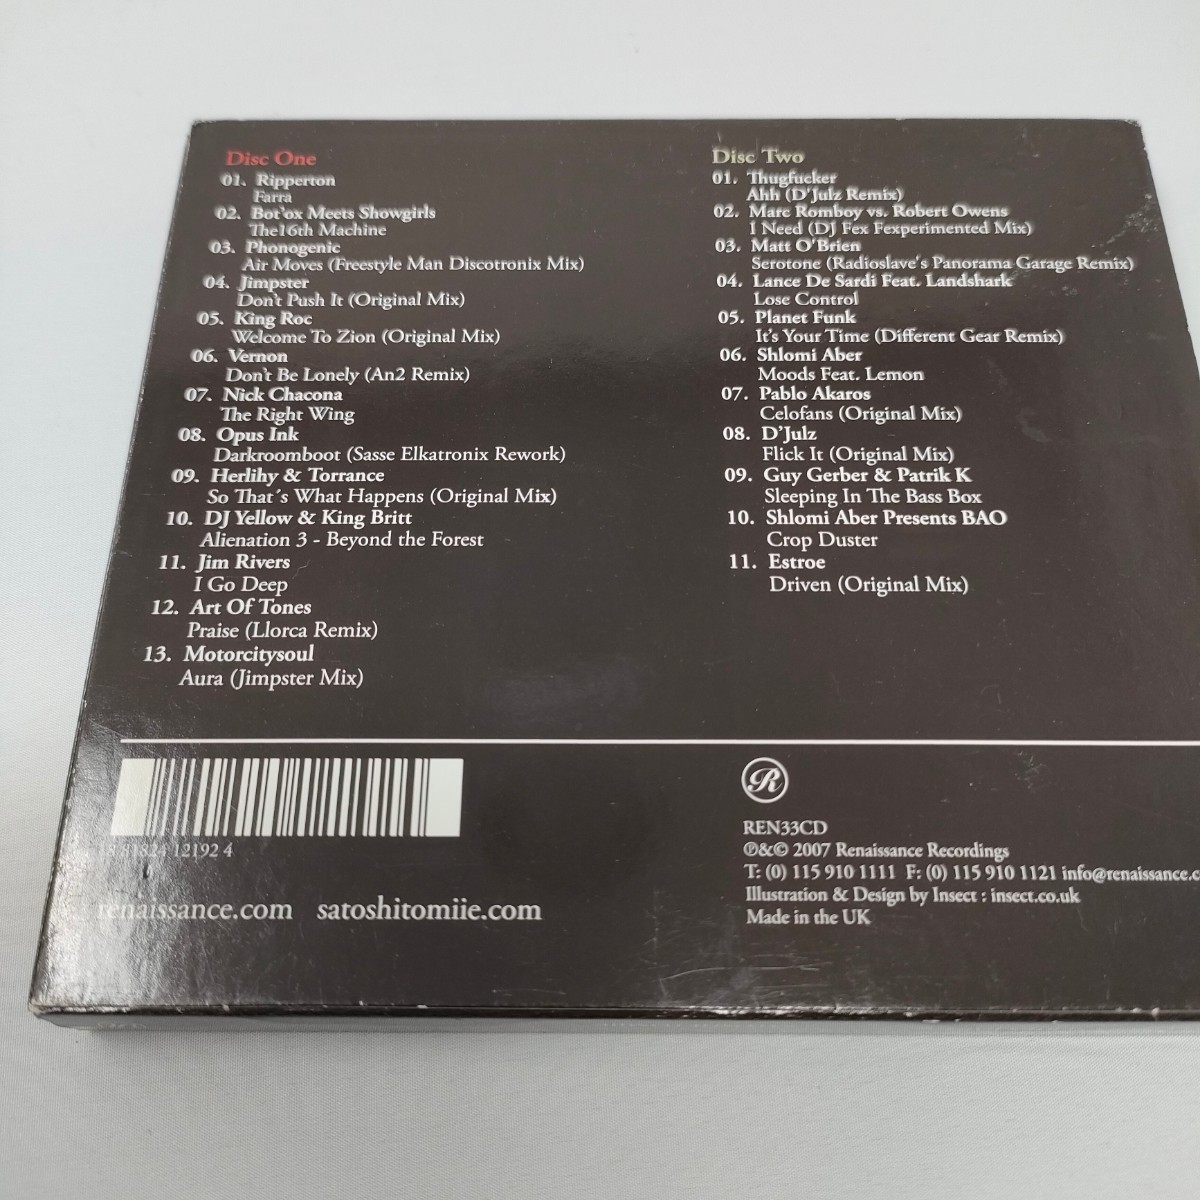 Disc One
01. Ripperton
Farra
02. Bot'ox Meets Showgirls
The16th Machine
03. Phonogenic
Air Moves (Freestyle Man Discotronix Mix)
04. Jimpster
Don't Push It (Original Mix)
05. King Roc
Welcome To Zion (Original Mix)
06. Vernon
Don't Be Lonely (An2 Remix)
07. Nick Chacona
The Right Wing
08. Opus Ink
Darkroomboot (Sasse Elkatronix Rework)
09. Herlihy & Torrance
So That´s What Happens (Original Mix)
10. DJ Yellow & King Britt
Alienation 3 - Beyond the Forest
11. Jim Rivers
I Go Deep
12. Art Of Tones
Praise (Llorca Remix)
13. Motorcitysoul
Aura (Jimpster Mix)
Disc Two
01. Thugfucker
Ahh (D'Julz Remix)
02. Marc Romboy vs. Robert Owens
I Need (DJ Fex Fexperimented Mix)
03. Matt O'Brien
Serotone (Radioslave's Panorama Garage Remix)
04. Lance De Sardi Feat. Landshark
Lose Control
05. Planet Funk
It's Your Time (Different Gear Remix)
06. Shlomi Aber
Moods Feat. Lemon
07. Pablo Akaros
Celofans (Original Mix)
08. D'Julz
Flick It (Original Mix)
09. Guy Gerber & Patrik K
Sleeping In The Bass Box
10. Shlomi Aber Presents BAO
Crop Duster
11. Estroe
Driven (Original Mix)
81824 12192 4
renaissance.com satoshitomiie.com
R
REN33CD
℗&© 2007 Renaissance Recordings
T: (0) 115 910 1111 F: (0) 115 910 1121 info@renaissance.c
Illustration & Design by Insect : insect.co.uk
Made in the UK